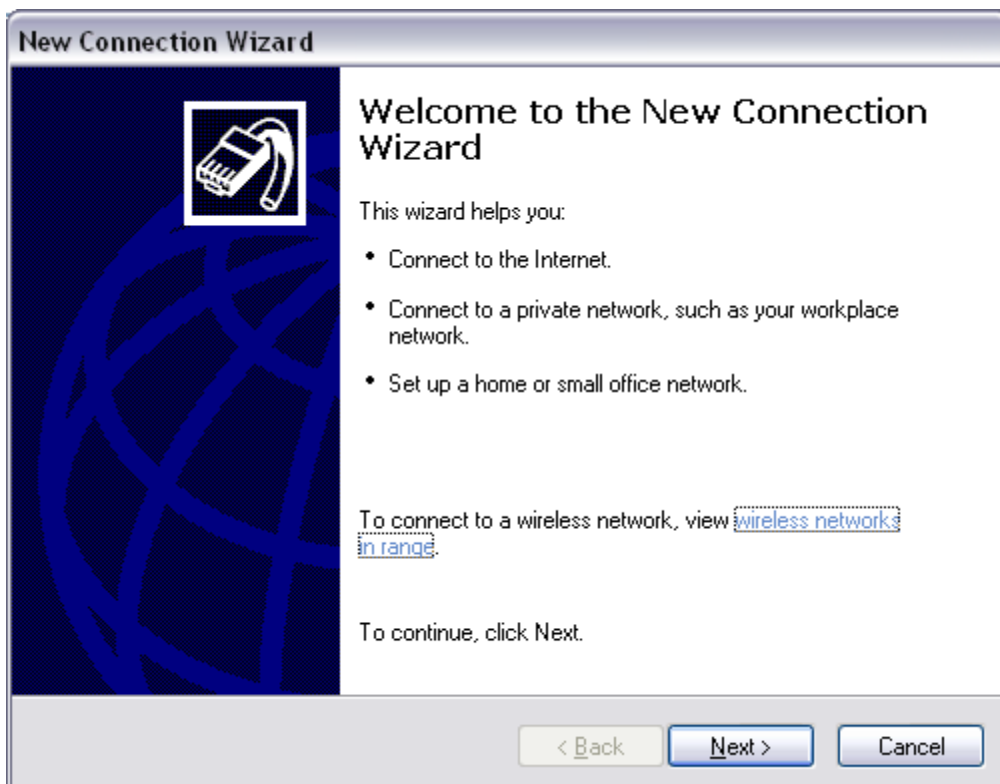 New Connection Wizard
Welcome to the New Connection
Wizard
This wizard helps you:
• Connect to the Internet.
• Connect to a private network, such as your workplace
network.
• Set up a home or small office network.
To connect to a wireless network, view wireless networks
in range.
To continue, click Next.
< Back
Next >
Cancel